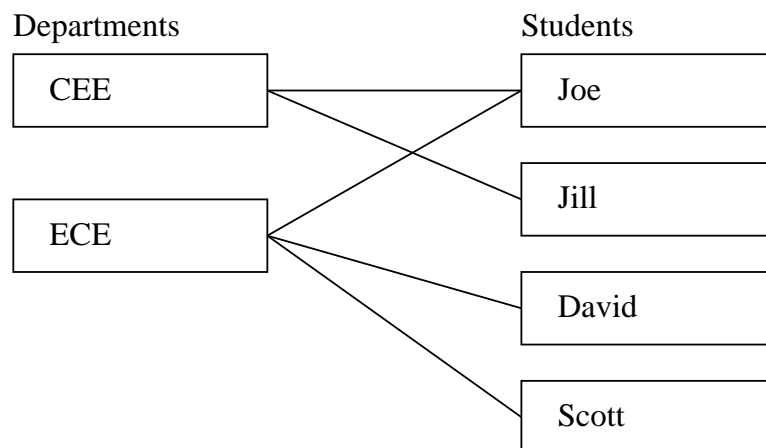 Departments
Students
CEE
Joe
Jill
ECE
David
Scott